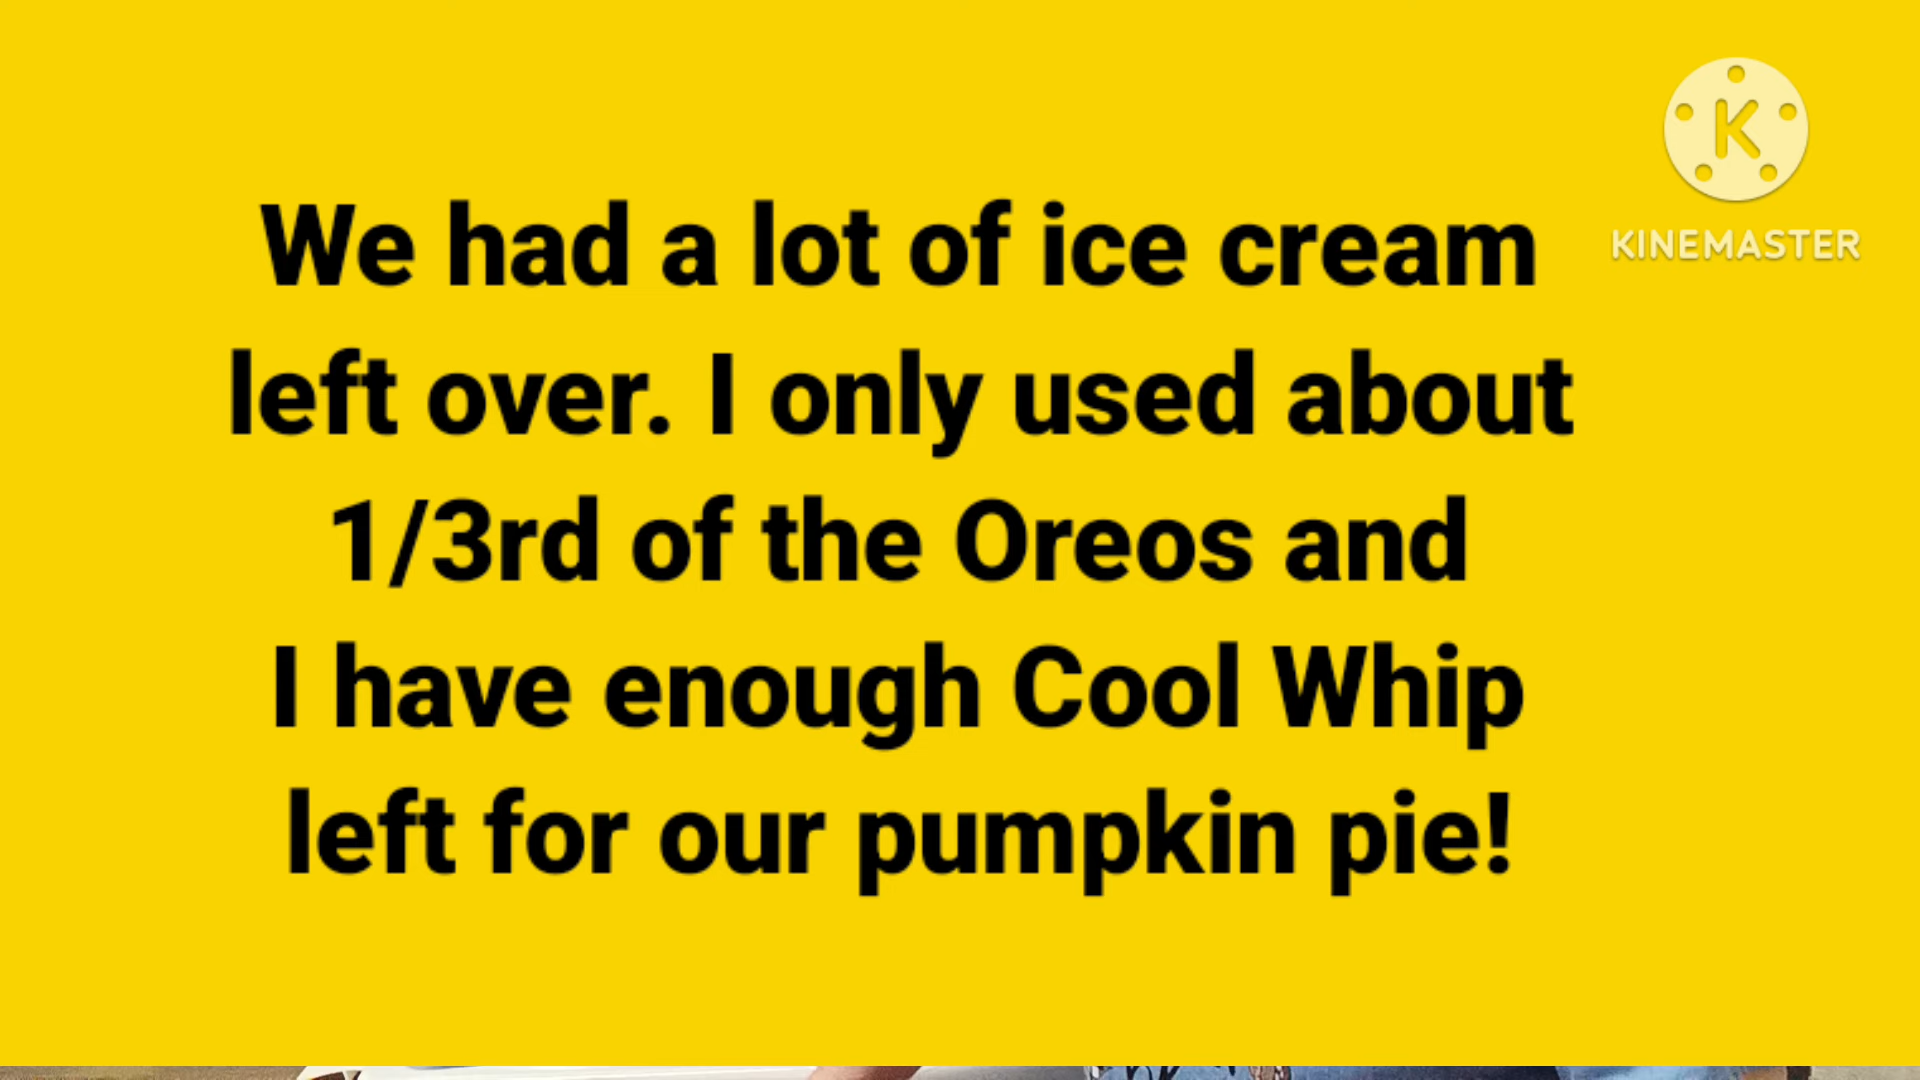 We had a lot of ice cream
left over. I only used about
1/3rd of the Oreos and
I have enough Cool Whip
left for our pumpkin pie!
K
KINEMASTER